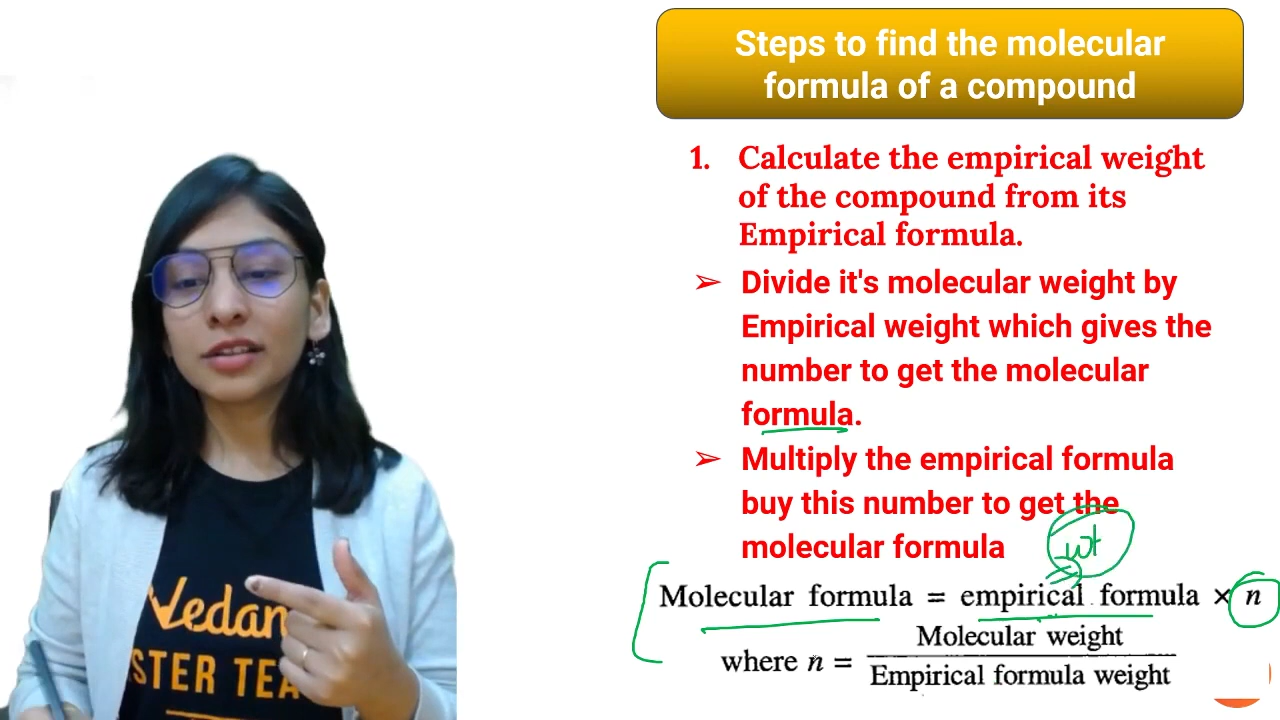 Steps to find the molecular
formula of a compound
1. Calculate the empirical weight
of the compound from its
Empirical formula.
➢ Divide it's molecular weight by
Empirical weight which gives the
number to get the molecular
formula.
➢ Multiply the empirical formula
buy this number to get the
molecular formula
wt
Molecular formula = empirical formula × n
where n = Molecular weight
Empirical formula weight
Vedan
STER TEA